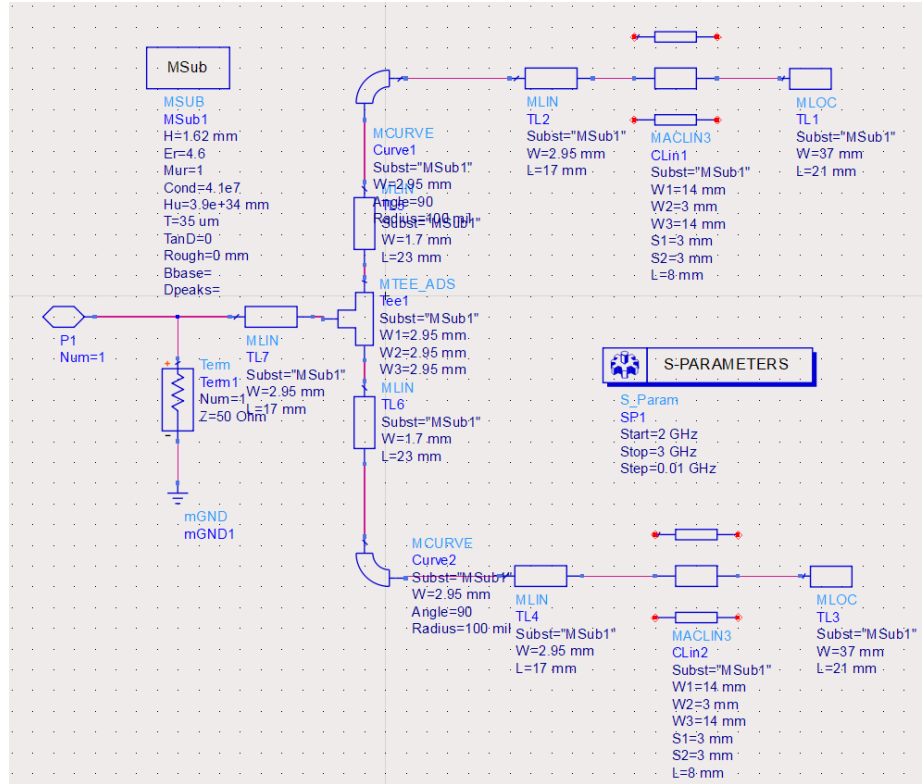 MSub
MSUB
MSub1
H=1.62 mm
Er=4.6
Mur=1
Cond=4.1e7
Hu=3.9e+34 mm
T=35 um
TanD=0
Rough=0 mm
Bbase=
Dpeaks=
MCURVE
Curve1
Subst="MSub1"
W=2.95 mm
Angle=90
Radius=100 mil
MLIN
TL2
Subst="MSub1"
W=2.95 mm
L=17 mm
MACLIN3
CLin1
Subst="MSub1"
W1=14 mm
W2=3 mm
W3=14 mm
S1=3 mm
S2=3 mm
L=8 mm
MLOC
TL1
Subst="MSub1"
W=37 mm
L=21 mm
MLIN
TL5
Subst="MSub1"
W=1.7 mm
L=23 mm
MTEE_ADS
Tee1
Subst="MSub1"
W1=2.95 mm
W2=2.95 mm
W3=2.95 mm
P1
Num=1
MLIN
TL7
Subst="MSub1"
W=2.95 mm
L=17 mm
Term
Term1
Num=1
Z=50 Ohm
+
-
mGND
mGND1
MLIN
TL6
Subst="MSub1"
W=1.7 mm
L=23 mm
S-PARAMETERS
S_Param
SP1
Start=2 GHz
Stop=3 GHz
Step=0.01 GHz
MCURVE
Curve2
Subst="MSub1"
W=2.95 mm
Angle=90
Radius=100 mil
MLIN
TL4
Subst="MSub1"
W=2.95 mm
L=17 mm
MACLIN3
CLin2
Subst="MSub1"
W1=14 mm
W2=3 mm
W3=14 mm
S1=3 mm
S2=3 mm
L=8 mm
MLOC
TL3
Subst="MSub1"
W=37 mm
L=21 mm